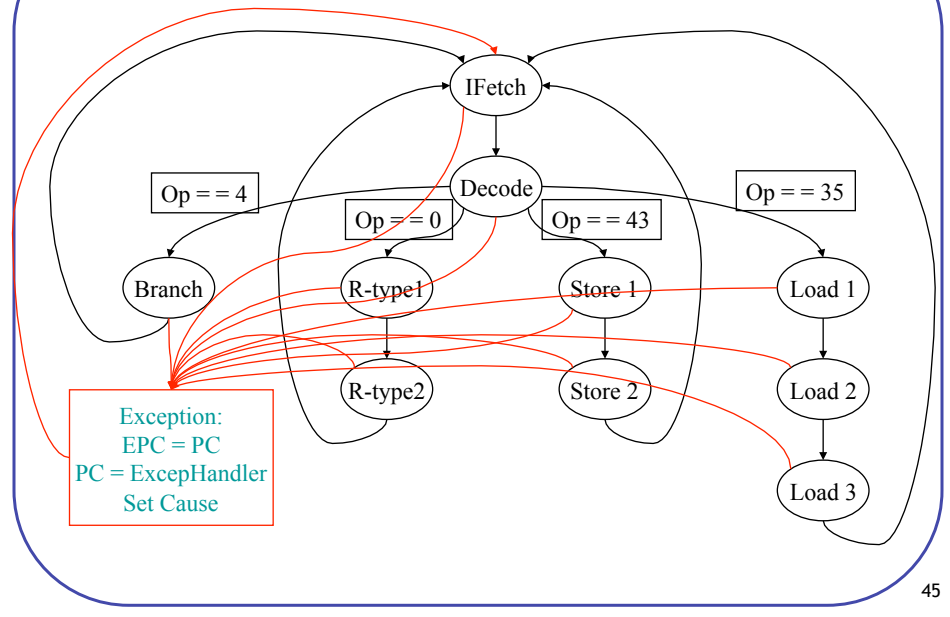 IFetch
Decode
Op = = 4
Op = = 0
Op = = 43
Op = = 35
Branch
R-type1
Store 1
Load 1
R-type2
Store 2
Load 2
Exception:
EPC = PC
PC = ExcepHandler
Set Cause
Load 3
45